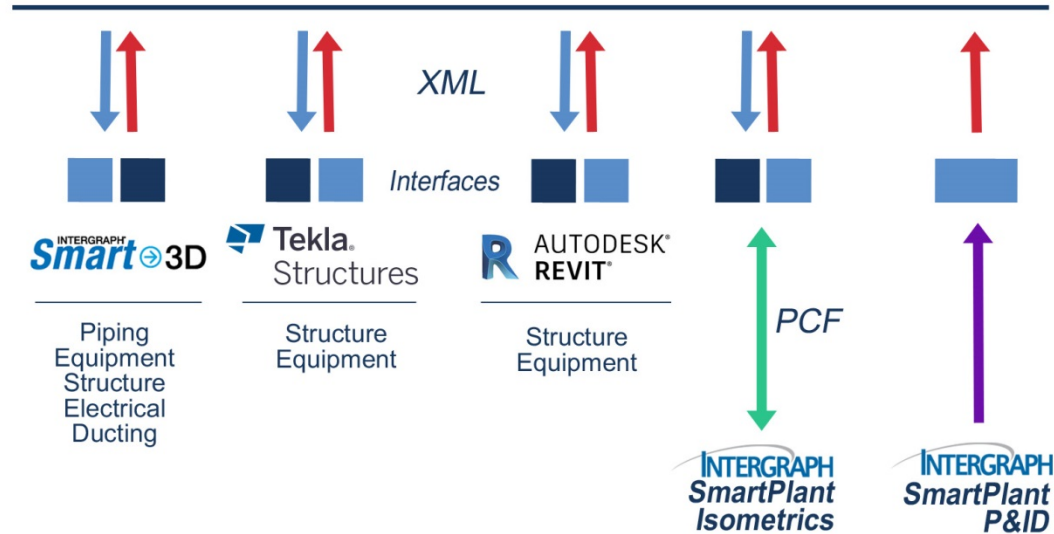 XML
Interfaces
INTERGRAPH®
Smart 3D
Tekla®
Structures
AUTODESK®
REVIT®
Piping
Equipment
Structure
Electrical
Ducting
Structure
Equipment
Structure
Equipment
PCF
INTERGRAPH
SmartPlant
Isometrics
INTERGRAPH
SmartPlant
P&ID